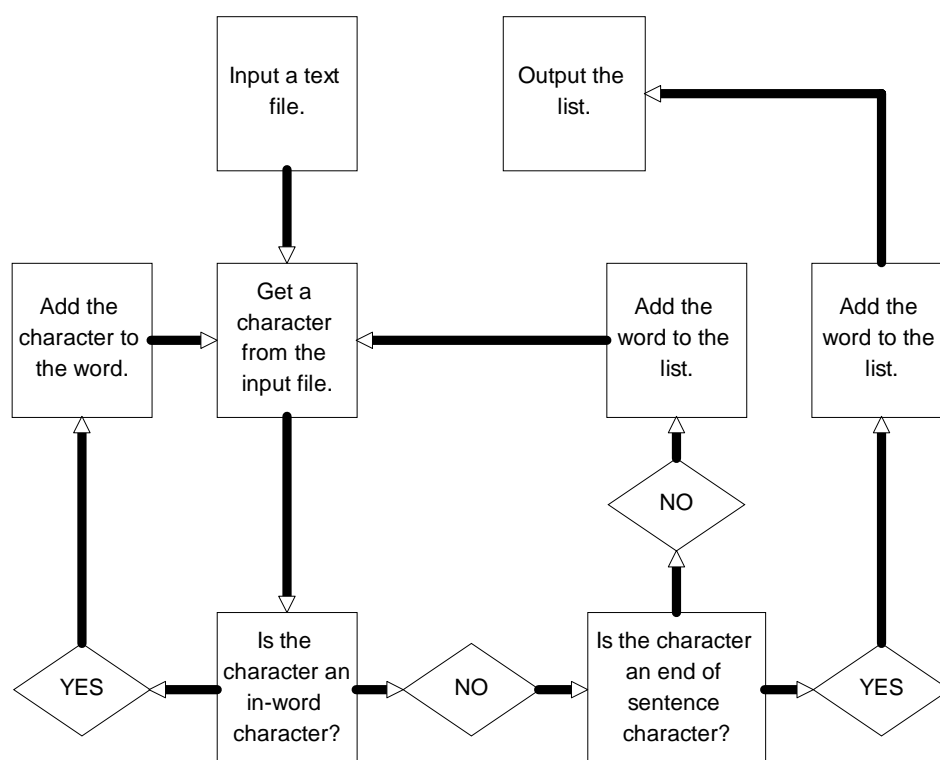 Input a text
file.
Output the
list.
Add the
character to
the word.
Get a
character
from the
input file.
Add the
word to the
list.
Add the
word to the
list.
NO
YES
Is the
character an
in-word
character?
NO
Is the character
an end of
sentence
character?
YES